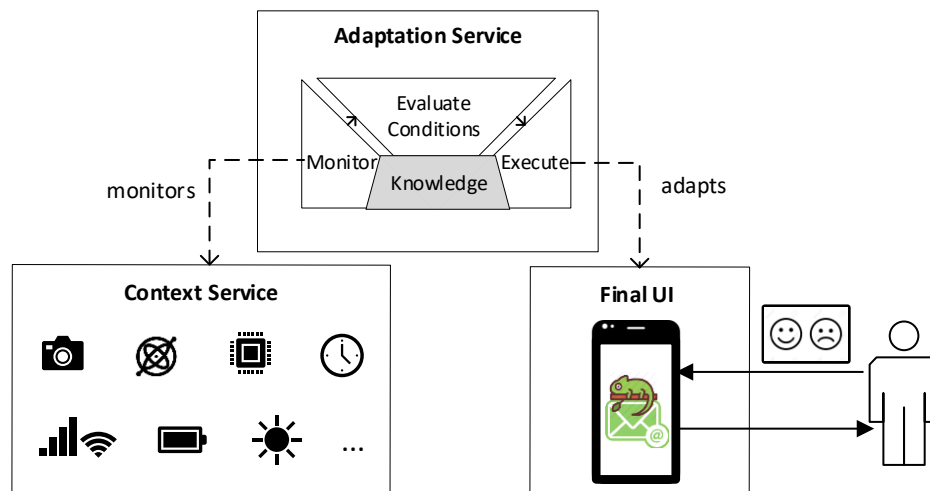 Adaptation Service
Evaluate
Conditions
Monitor
Execute
Knowledge
monitors
adapts
Context Service
Final UI
@
...